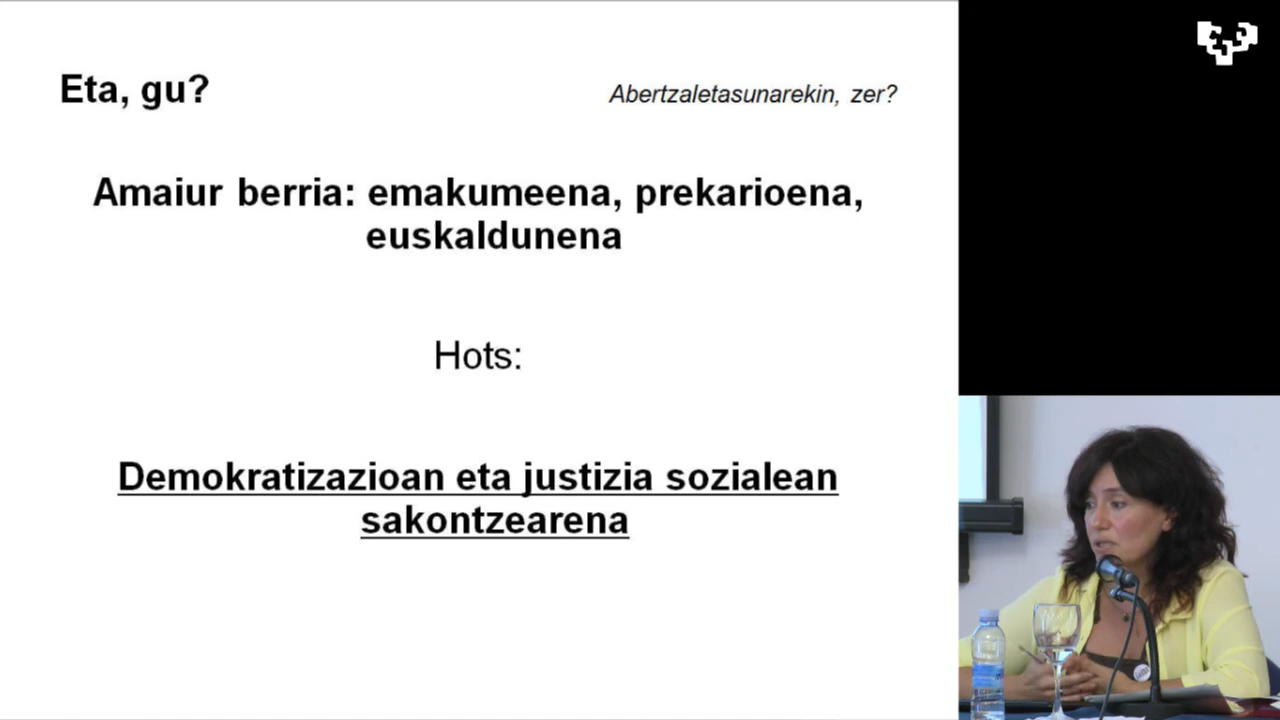 Eta, gu?
Abertzaletasunarekin, zer?
Amaiur berria: emakumeena, prekarioena,
euskaldunena
Hots:
Demokratizazioan eta justizia sozialean
sakontzearena